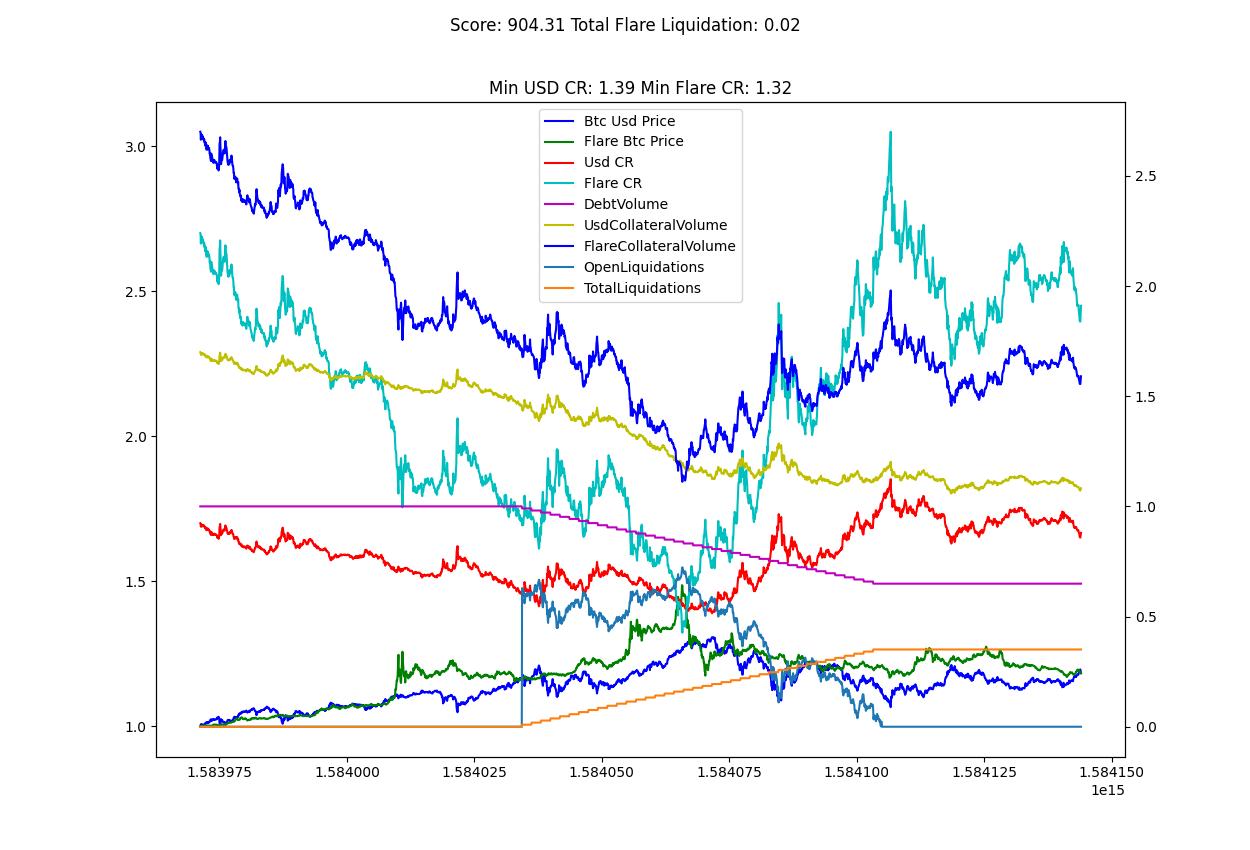 Score: 904.31 Total Flare Liquidation: 0.02
Min USD CR: 1.39 Min Flare CR: 1.32
Btc Usd Price
Flare Btc Price
Usd CR
Flare CR
DebtVolume
UsdCollateralVolume
FlareCollateralVolume
OpenLiquidations
TotalLiquidations
3.0
2.5
2.0
1.5
1.0
2.5
2.0
1.5
1.0
0.5
0.0
1.583975
1.584000
1.584025
1.584050
1.584075
1.584100
1.584125
1.584150
1e15